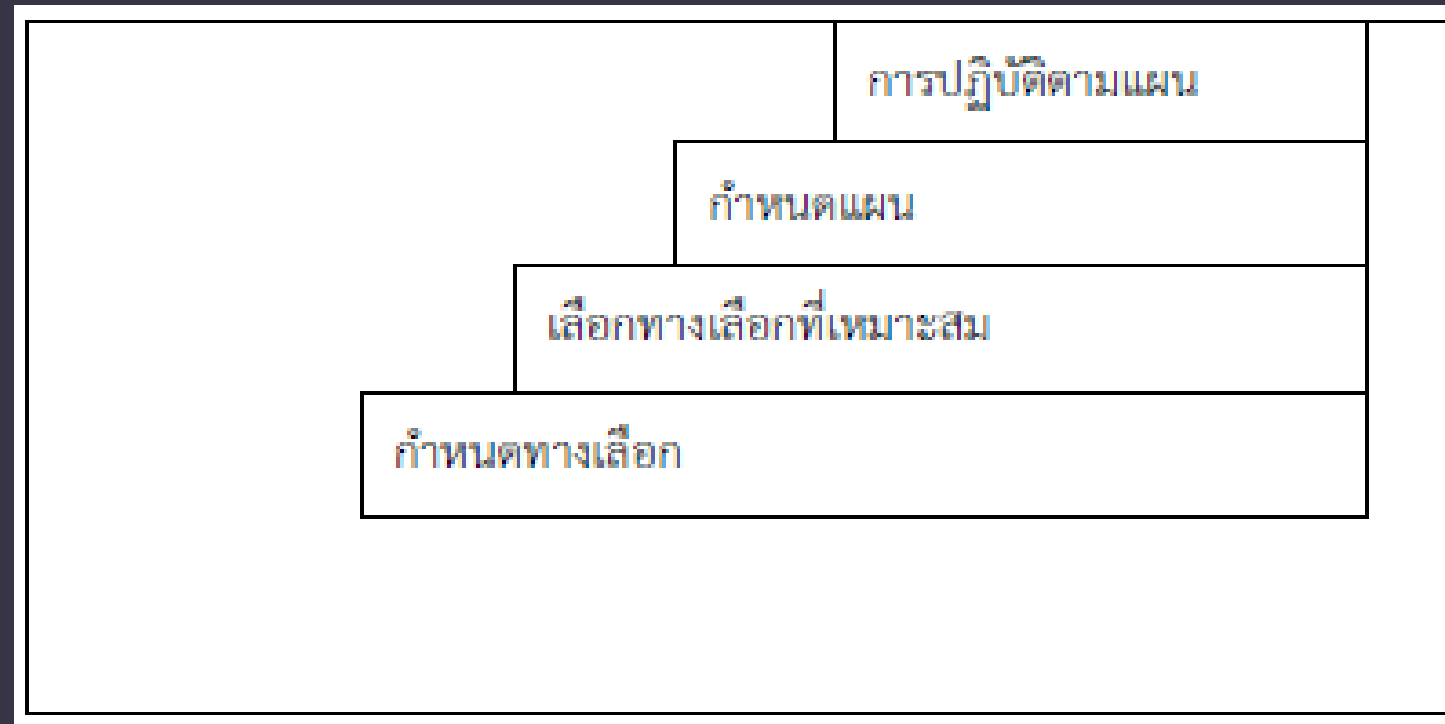 การปฏิบัติตามแผน
กำหนดแผน
เลือกทางเลือกที่เหมาะสม
กำหนดทางเลือก